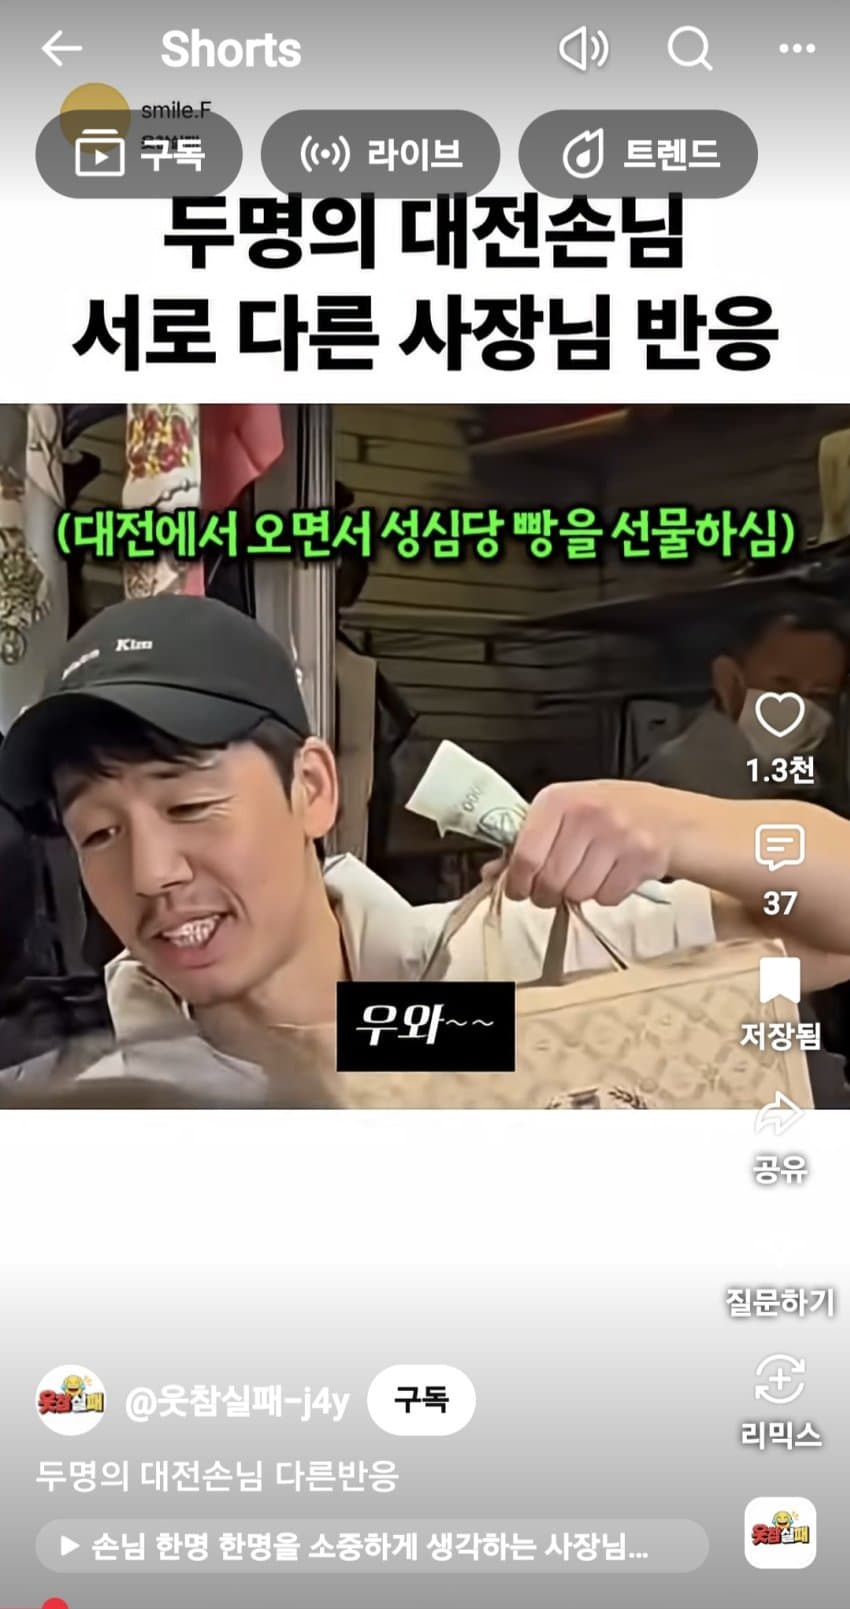 Shorts
smile.F
구독
라이브
트렌드
두명의 대전손님
서로 다른 사장님 반응
(대전에서 오면서 성심당 빵을 선물하심)
Kim
1.3천
37
저장됨
우와~~
공유
질문하기
@웃참실패-j4y
구독
리믹스
두명의 대전손님 다른반응
▶ 손님 한명 한명을 소중하게 생각하는 사장님...
웃참실패